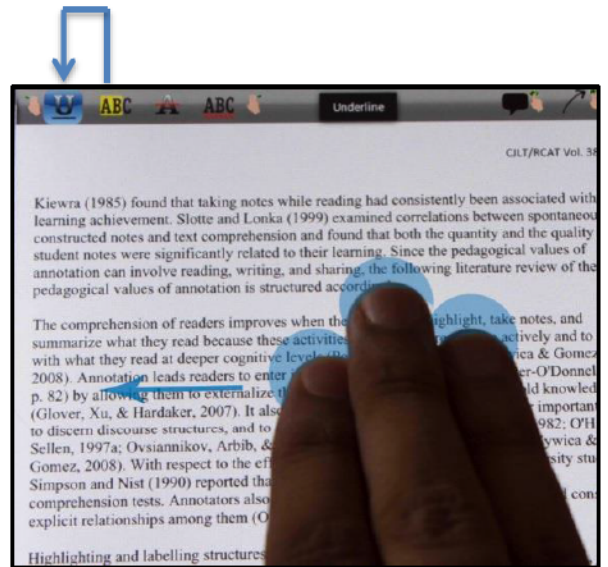 U ABC A ABC Underline
CJLT/RCAT Vol. 38
Kiewra (1985) found that taking notes while reading had consistently been associated with
learning achievement. Slotte and Lonka (1999) examined correlations between spontaneou
constructed notes and text comprehension and found that both the quantity and the quality
student notes were significantly related to their learning. Since the pedagogical values of
annotation can involve reading, writing, and sharing, the following literature review of the
pedagogical values of annotation is structured accordin
The comprehension of readers improves when the highlight, take notes, and
summarize what they read because these activities actively and to
with what they read at deeper cognitive levels ica & Gomez
2008). Annotation leads readers to enter er-O'Donnel
p. 82) by allowing them to externalize ld knowled
(Glover, Xu, & Hardaker, 2007). It also important
to discern discourse structures, and to 982; O'H
Sellen, 1997a; Ovsiannikov, Arbib, & ywica &
Gomez, 2008). With respect to the ef sity stu
Simpson and Nist (1990) reported tha
comprehension tests. Annotators also cons
explicit relationships among them (O
Highlighting and labelling structures